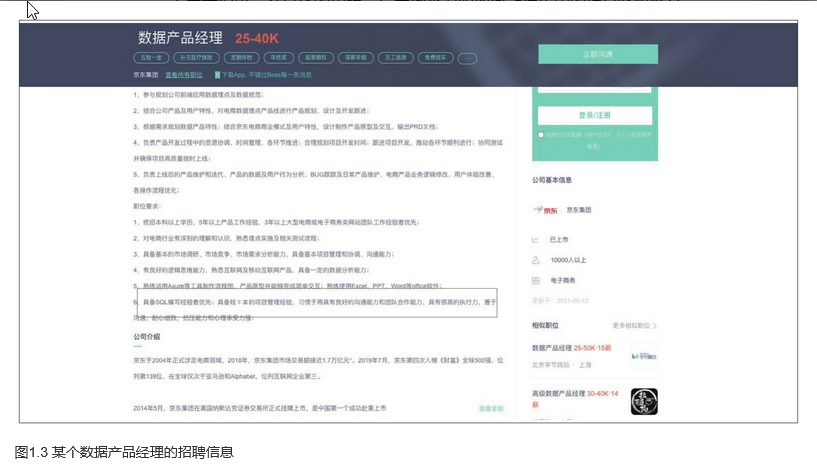 数据产品经理 25-40K
五险一金 补充医疗保险 定期体检 年终奖 股票期权 带薪年假 员工旅游 免费班车 ...
立即沟通
京东集团 查看所有职位 下载App, 不错过Boss每一条消息
1、参与规划公司前端应用数据埋点及数据规范；
2、结合公司产品及用户特性，对电商数据埋点产品线进行产品规划、设计及开发跟进；
3、根据需求规划数据产品特性；结合京东电商商业模式及用户特性，设计制作产品原型及交互，输出PRD文档；
4、负责产品开发过程中的资源协调、时间管理、各环节推进；合理规划项目开发时间；跟进项目开发，推动各环节顺利进行；协同测试
并确保项目高质量按时上线；
5、负责上线后的产品维护和迭代、产品的数据及用户行为分析、BUG跟踪及日常产品维护、电商产品业务逻辑修改、用户体验改善、
各操作流程优化；
职位要求：
1、统招本科以上学历，5年以上产品工作经验，3年以上大型电商或电子商务类网站团队工作经验者优先；
2、对电商行业有深刻的理解和认识，熟悉埋点实施及相关测试流程；
3、具备基本的市场调研、市场竞争、市场需求分析能力，具备基本项目管理和协调、沟通能力；
4、有良好的逻辑思维能力，熟悉互联网及移动互联网产品，具备一定的数据分析能力；
5、熟练运用Axure等工具制作流程图、产品原型并能够完成简单交互；熟练使用Excel、PPT、Word等office软件；
6、具备SQL编写经验者优先；具备较丰富的项目管理经验，习惯于用具有良好的沟通能力和团队合作能力，具有很高的执行力，善于
沟通，耐心细致，抗压能力和心理承受力强；
公司介绍
京东于2004年正式涉足电商领域，2018年，京东集团市场交易额接近1.7万亿元*。2019年7月，京东第四次入榜《财富》全球500强，位
列第139位，在全球仅次于亚马逊和Alphabet，位列互联网企业第三。
2014年5月，京东集团在美国纳斯达克证券交易所正式挂牌上市，是中国第一个成功赴美上市
查看全部
登录/注册
公司基本信息
京东 京东集团
已上市
10000人以上
电子商务
更新于：2021-05-12
相似职位 更多相似职位
数据产品经理 25-50K·15薪
北京字节跳动 · 上海
高级数据产品经理 30-40K·14
薪
图1.3 某个数据产品经理的招聘信息